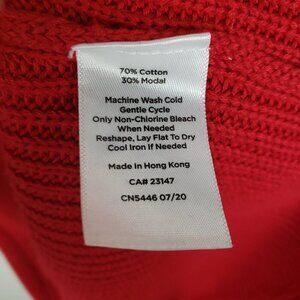 70% Cotton
30% Modal
Machine Wash Cold
Gentle Cycle
Only Non-Chlorine Bleach
When Needed
Reshape, Lay Flat To Dry
Cool Iron If Needed
Made in Hong Kong
CA# 23147
CN5446 07/20